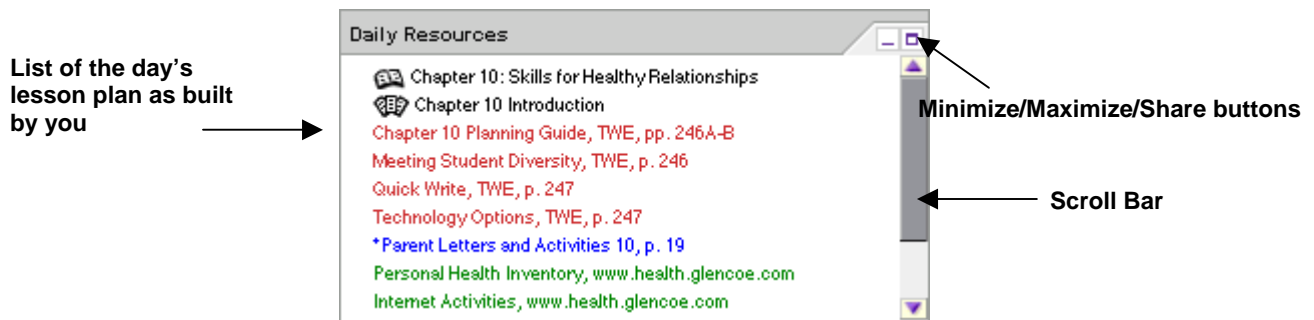 Daily Resources
List of the day's
lesson plan as built
by you
Chapter 10: Skills for Healthy Relationships
Chapter 10 Introduction
Chapter 10 Planning Guide, TWE, pp. 246A-B
Meeting Student Diversity, TWE, p. 246
Quick Write, TWE, p. 247
Technology Options, TWE, p. 247
*Parent Letters and Activities 10, p. 19
Personal Health Inventory, www.health.glencoe.com
Internet Activities, www.health.glencoe.com
Minimize/Maximize/Share buttons
Scroll Bar